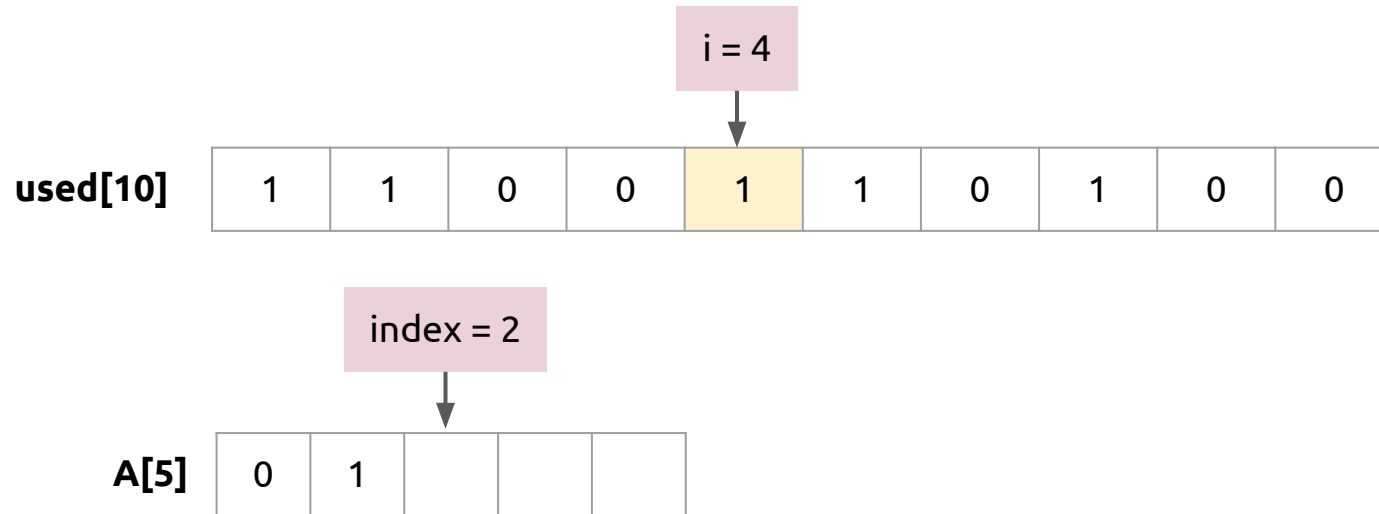 i = 4
used[10] 1 1 0 0 1 1 0 1 0 0
index = 2
A[5] 0 1